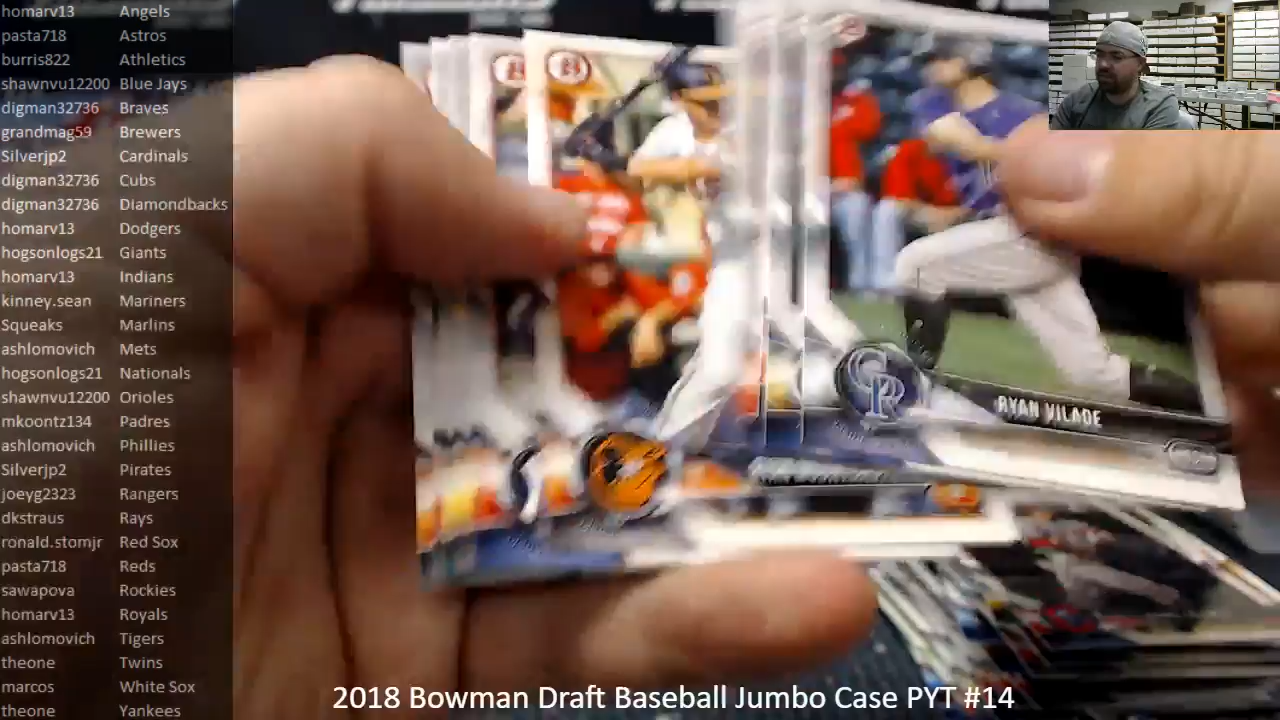 homarv13 Angels
pasta718 Astros
burris822 Athletics
shawnvu12200 Blue Jays
digman32736 Braves
grandmag59 Brewers
Silverjp2 Cardinals
digman32736 Cubs
digman32736 Diamondbacks
homarv13 Dodgers
hogsonlogs21 Giants
homarv13 Indians
kinney.sean Mariners
Squeaks Marlins
ashlomovich Mets
hogsonlogs21 Nationals
shawnvu12200 Orioles
mkoontz134 Padres
ashlomovich Phillies
Silverjp2 Pirates
joeyg2323 Rangers
dkstraus Rays
ronald.stomjr Red Sox
pasta718 Reds
sawapova Rockies
homarv13 Royals
ashlomovich Tigers
theone Twins
marcos White Sox
theone Yankees
CR
RYAN VILADE
2018 Bowman Draft Baseball Jumbo Case PYT #14